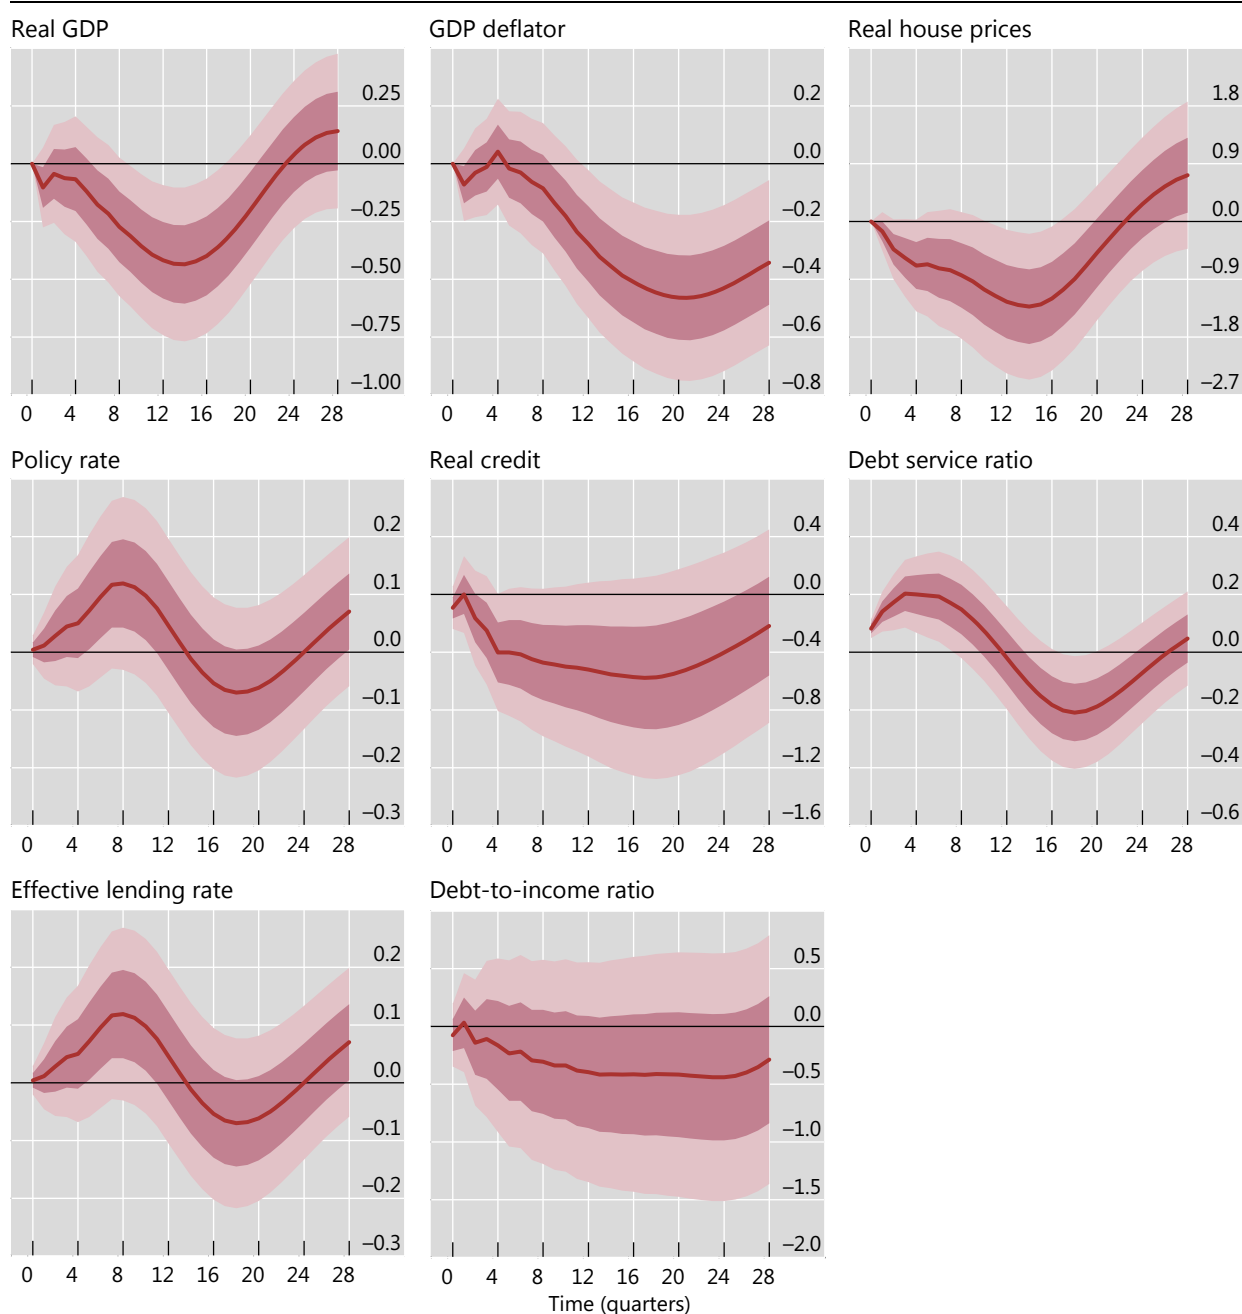 Real GDP
GDP deflator
Real house prices
0.25
0.00
–0.25
–0.50
–0.75
–1.00
0 4 8 12 16 20 24 28
0.2
0.0
–0.2
–0.4
–0.6
–0.8
0 4 8 12 16 20 24 28
1.8
0.9
0.0
–0.9
–1.8
–2.7
0 4 8 12 16 20 24 28
Policy rate
Real credit
Debt service ratio
0.2
0.1
0.0
–0.1
–0.2
–0.3
0 4 8 12 16 20 24 28
0.4
0.0
–0.4
–0.8
–1.2
–1.6
0 4 8 12 16 20 24 28
0.4
0.2
0.0
–0.2
–0.4
–0.6
0 4 8 12 16 20 24 28
Effective lending rate
Debt-to-income ratio
0.2
0.1
0.0
–0.1
–0.2
–0.3
0 4 8 12 16 20 24 28
0.5
0.0
–0.5
–1.0
–1.5
–2.0
0 4 8 12 16 20 24 28
Time (quarters)